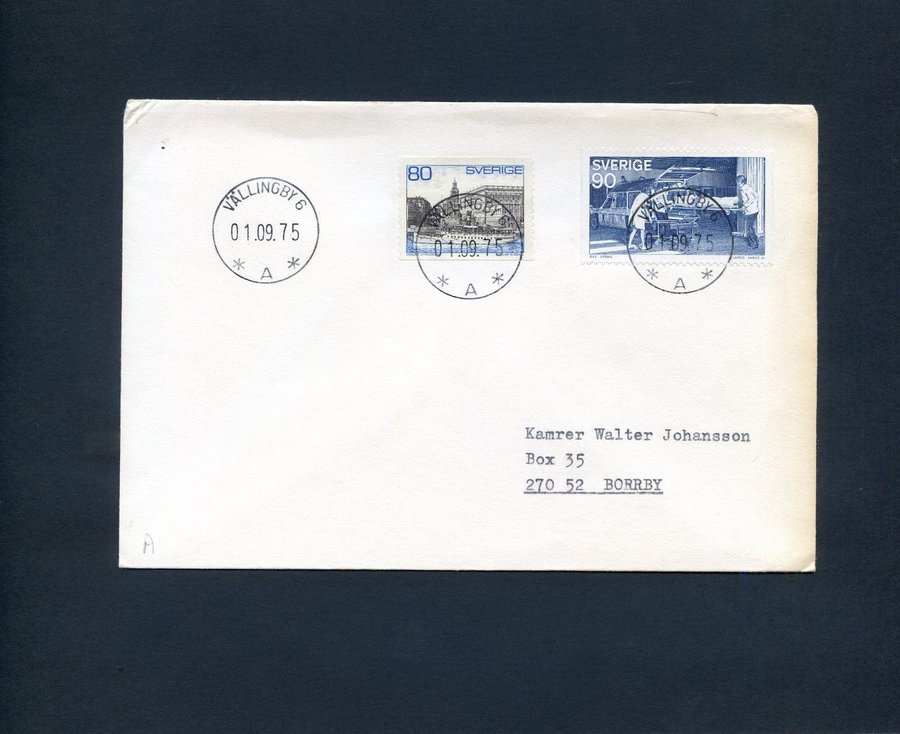 VÄLLINGBY 6
01.09.75
* A *
80 SVERIGE
VÄLLINGBY 6
01.09.75
* A *
SVERIGE
90
VÄLLINGBY 6
01.09.75
* A *
Kamrer Walter Johansson
Box 35
270 52 BORRBY
A